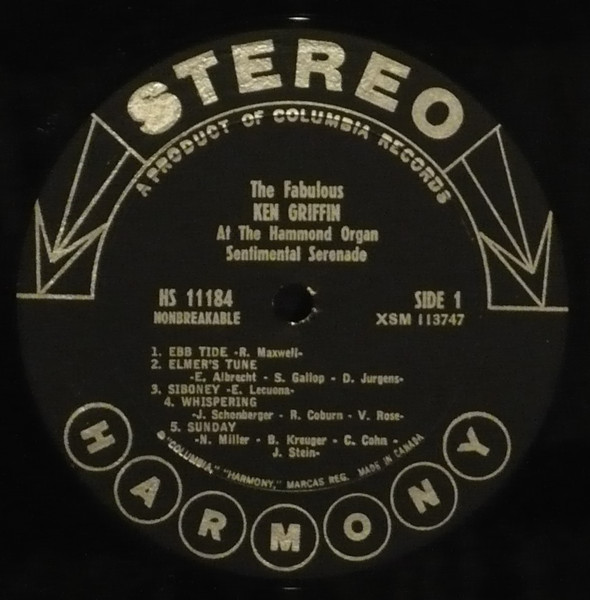 STEREO
A PRODUCT OF COLUMBIA RECORDS
The Fabulous
KEN GRIFFIN
At The Hammond Organ
Sentimental Serenade
HS 11184
NONBREAKABLE
SIDE 1
XSM 113747
1. EBB TIDE -R. Maxwell-
2. ELMER'S TUNE
-E. Albrecht - S. Gallop - D. Jurgens-
3. SIBONEY -E. Lecuona-
4. WHISPERING
-J. Schonberger - R. Coburn - V. Rose-
5. SUNDAY
-N. Miller - B. Kreuger - C. Cohn -
J. Stein-
® "COLUMBIA," "HARMONY," MARCAS REG. MADE IN CANADA
HARMONY